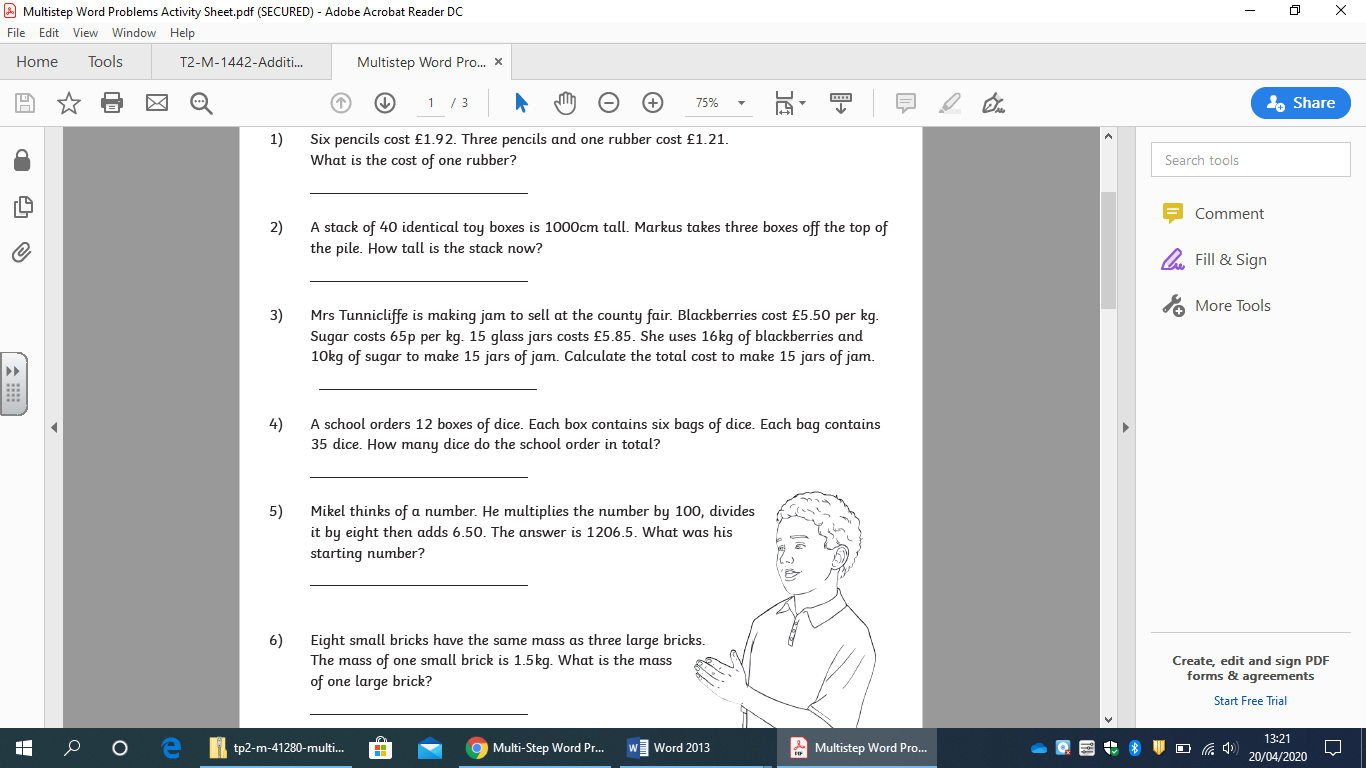 Multistep Word Problems Activity Sheet.pdf (SECURED) - Adobe Acrobat Reader DC
File Edit View Window Help
Home Tools T2-M-1442-Additi... Multistep Word Pro... ×
1 / 3 75% Share
1) Six pencils cost £1.92. Three pencils and one rubber cost £1.21.
What is the cost of one rubber?
2) A stack of 40 identical toy boxes is 1000cm tall. Markus takes three boxes off the top of
the pile. How tall is the stack now?
3) Mrs Tunnicliffe is making jam to sell at the county fair. Blackberries cost £5.50 per kg.
Sugar costs 65p per kg. 15 glass jars costs £5.85. She uses 16kg of blackberries and
10kg of sugar to make 15 jars of jam. Calculate the total cost to make 15 jars of jam.
4) A school orders 12 boxes of dice. Each box contains six bags of dice. Each bag contains
35 dice. How many dice do the school order in total?
5) Mikel thinks of a number. He multiplies the number by 100, divides
it by eight then adds 6.50. The answer is 1206.5. What was his
starting number?
6) Eight small bricks have the same mass as three large bricks.
The mass of one small brick is 1.5kg. What is the mass
of one large brick?
Search tools
Comment
Fill & Sign
More Tools
Create, edit and sign PDF
forms & agreements
Start Free Trial
tp2-m-41280-multi... Multi-Step Word Pr... Word 2013 Multistep Word Pro... 13:21
20/04/2020